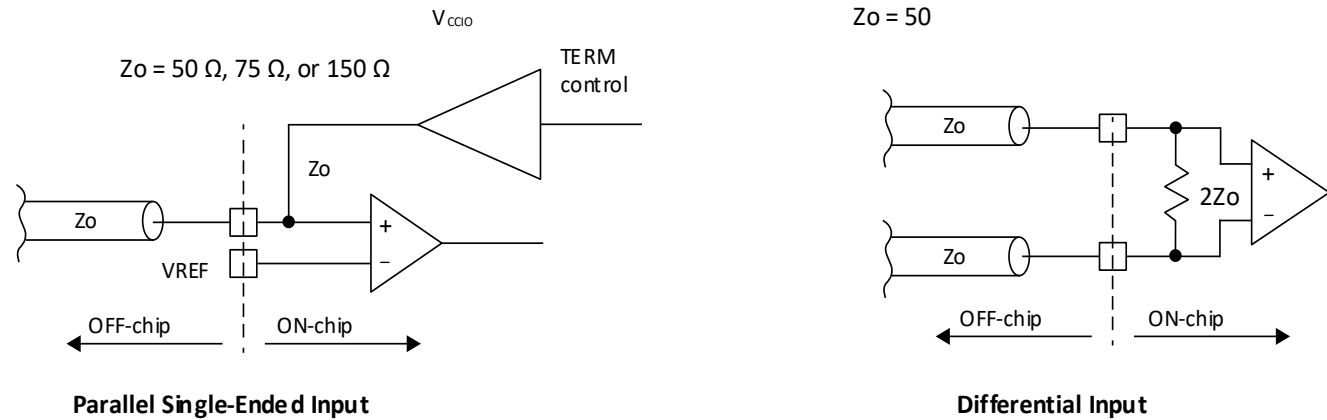 V CCIO
Zo = 50 Ω, 75 Ω, or 150 Ω
TERM
control
Zo
Zo
+
−
VREF
OFF-chip
ON-chip
Parallel Single-Ended Input
Zo = 50
Zo
+
2Zo
−
Zo
OFF-chip
ON-chip
Differential Input